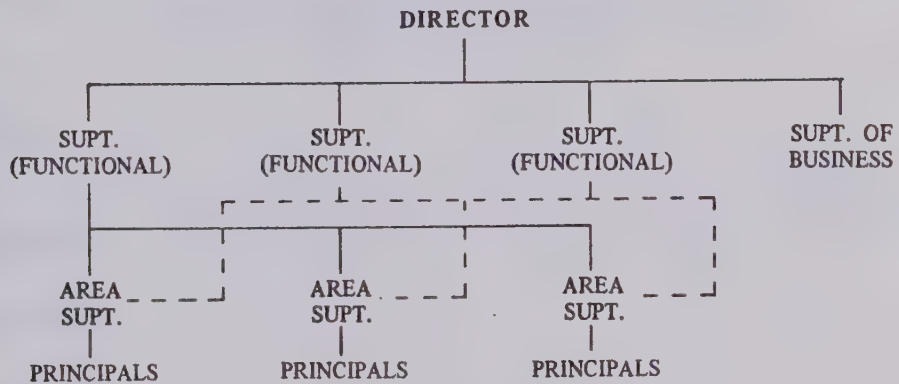 DIRECTOR
SUPT. (FUNCTIONAL)
SUPT. (FUNCTIONAL)
SUPT. (FUNCTIONAL)
SUPT. OF BUSINESS
AREA SUPT.
AREA SUPT.
AREA SUPT.
PRINCIPALS
PRINCIPALS
PRINCIPALS